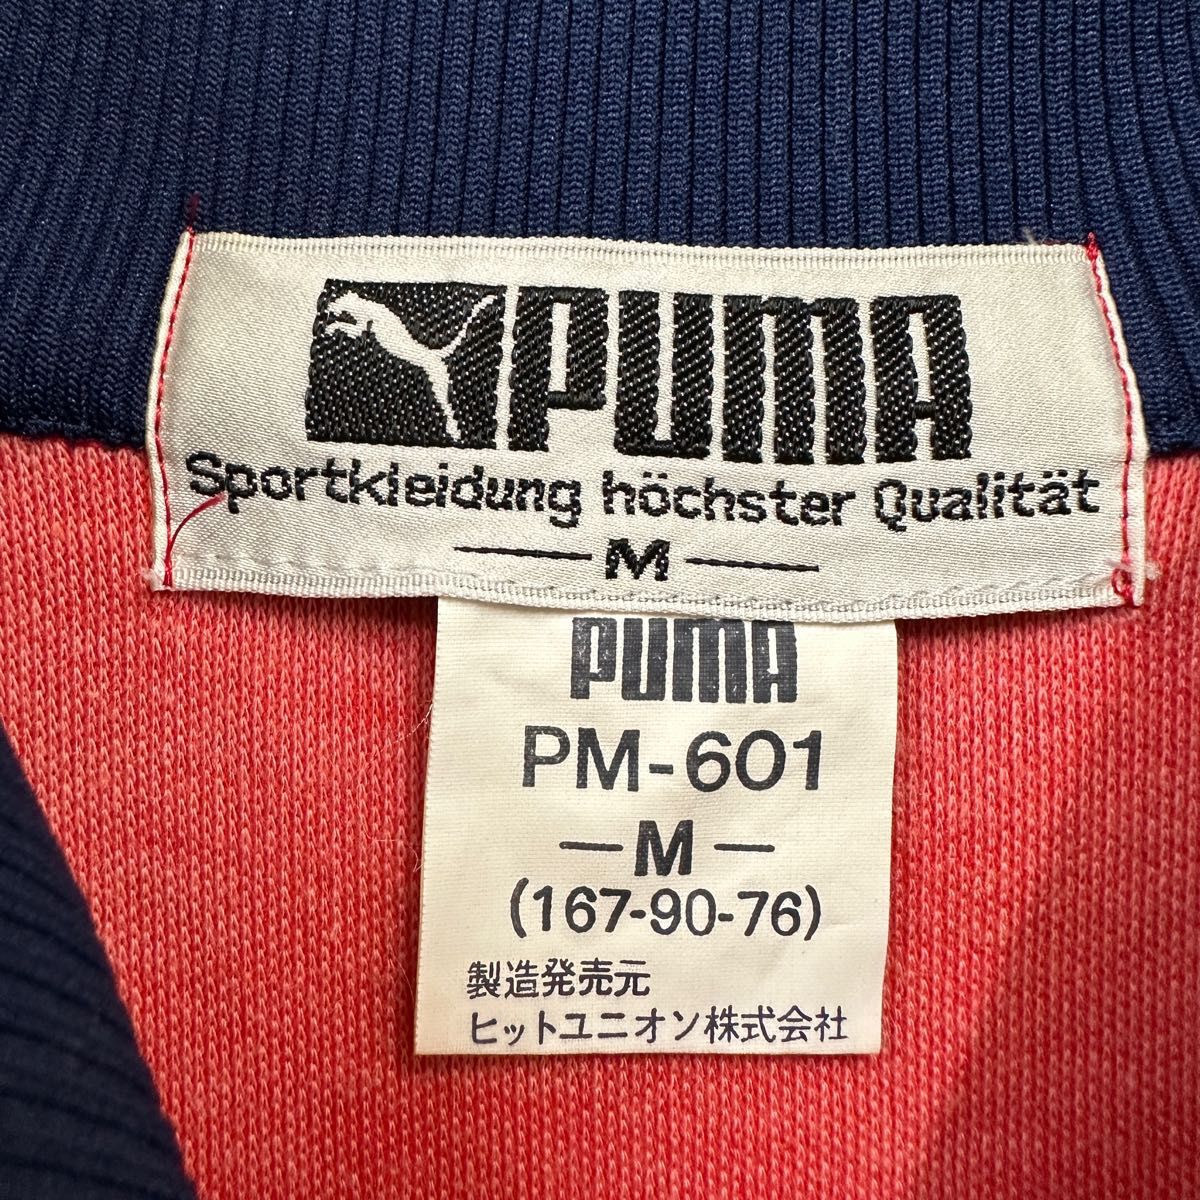 PUMA
Sportkleidung höchster Qualität
— M —
PUMA
PM-601
— M —
(167-90-76)
製造発売元
ヒットユニオン株式会社